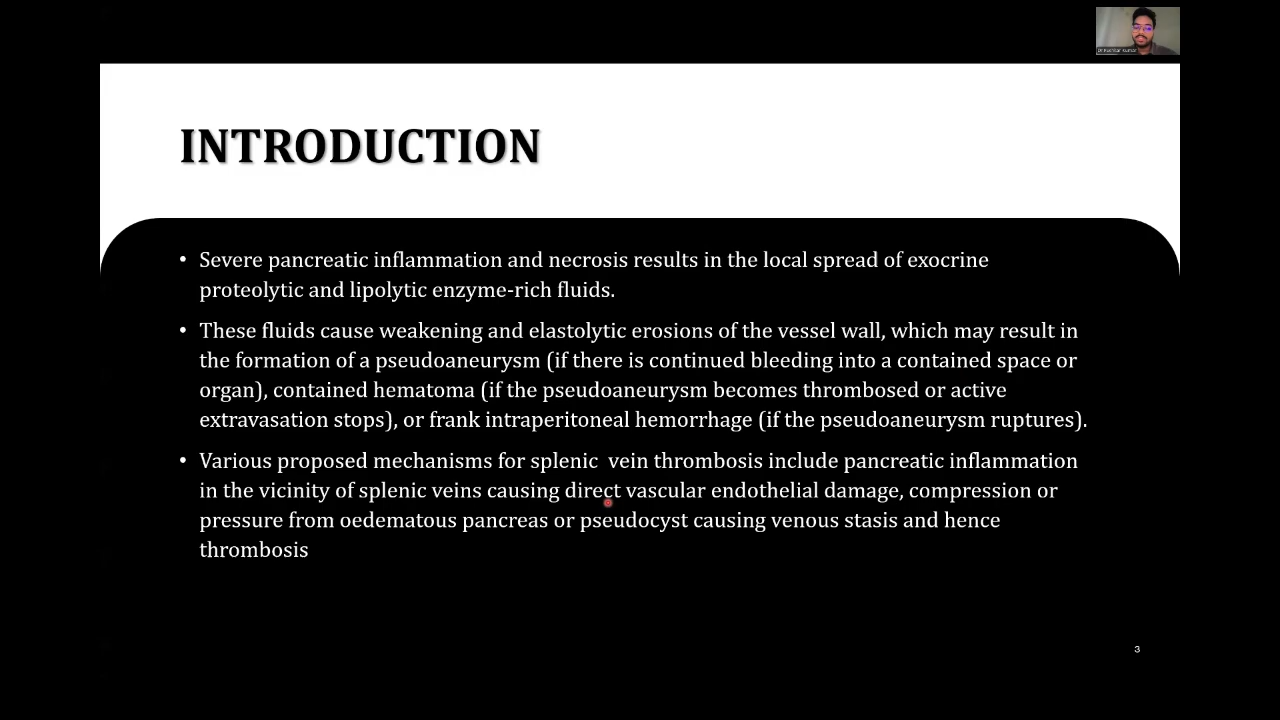 Dr Pushkar Kumar
INTRODUCTION
• Severe pancreatic inflammation and necrosis results in the local spread of exocrine
proteolytic and lipolytic enzyme-rich fluids.
• These fluids cause weakening and elastolytic erosions of the vessel wall, which may result in
the formation of a pseudoaneurysm (if there is continued bleeding into a contained space or
organ), contained hematoma (if the pseudoaneurysm becomes thrombosed or active
extravasation stops), or frank intraperitoneal hemorrhage (if the pseudoaneurysm ruptures).
• Various proposed mechanisms for splenic  vein thrombosis include pancreatic inflammation
in the vicinity of splenic veins causing direct vascular endothelial damage, compression or
pressure from oedematous pancreas or pseudocyst causing venous stasis and hence
thrombosis
3